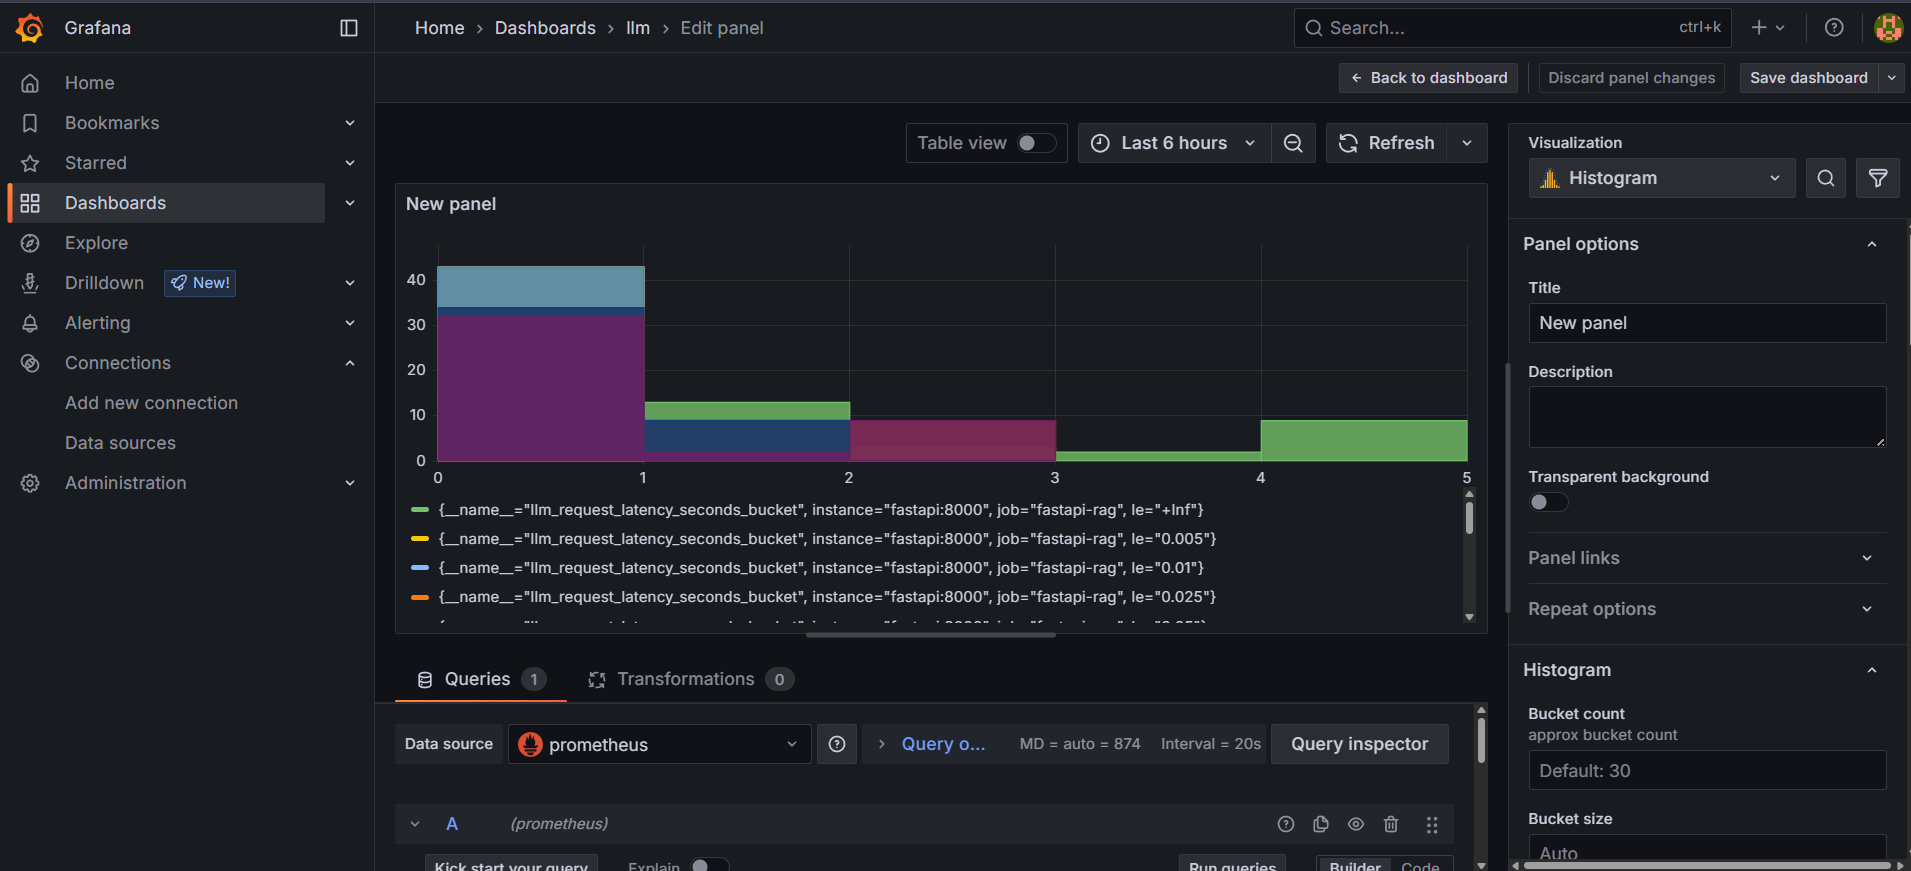 Grafana
Home › Dashboards › llm › Edit panel
Search...
ctrl+k
Home
Bookmarks
Starred
Dashboards
Explore
Drilldown
New!
Alerting
Connections
Add new connection
Data sources
Administration
Back to dashboard
Discard panel changes
Save dashboard
Table view
Last 6 hours
Refresh
New panel
40
30
20
10
0
0 1 2 3 4 5
{__name__="llm_request_latency_seconds_bucket", instance="fastapi:8000", job="fastapi-rag", le="+Inf"}
{__name__="llm_request_latency_seconds_bucket", instance="fastapi:8000", job="fastapi-rag", le="0.005"}
{__name__="llm_request_latency_seconds_bucket", instance="fastapi:8000", job="fastapi-rag", le="0.01"}
{__name__="llm_request_latency_seconds_bucket", instance="fastapi:8000", job="fastapi-rag", le="0.025"}
Queries 1
Transformations 0
Data source
prometheus
Query o...
MD = auto = 874
Interval = 20s
Query inspector
A
(prometheus)
Kick start your query
Explain
Run queries
Builder
Code
Visualization
Histogram
Panel options
Title
New panel
Description
Transparent background
Panel links
Repeat options
Histogram
Bucket count
approx bucket count
Default: 30
Bucket size
Auto